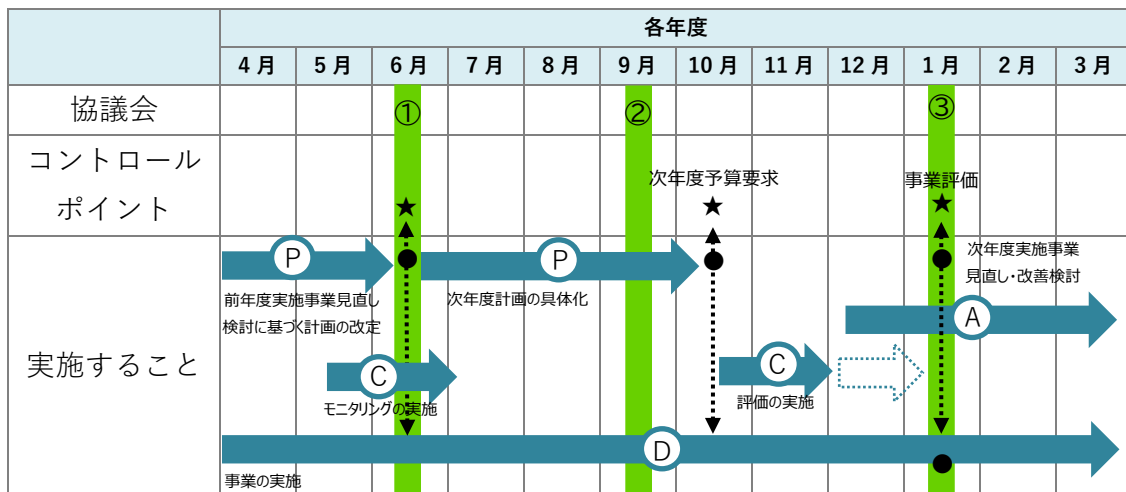 各年度
4月 5月 6月 7月 8月 9月 10月 11月 12月 1月 2月 3月
協議会
① ② ③
コントロール
ポイント
次年度予算要求
事業評価
★ ★ ★
実施すること
P
前年度実施事業見直し
検討に基づく計画の改定
P
次年度計画の具体化
次年度実施事業
見直し・改善検討
A
C
モニタリングの実施
C
評価の実施
D
事業の実施